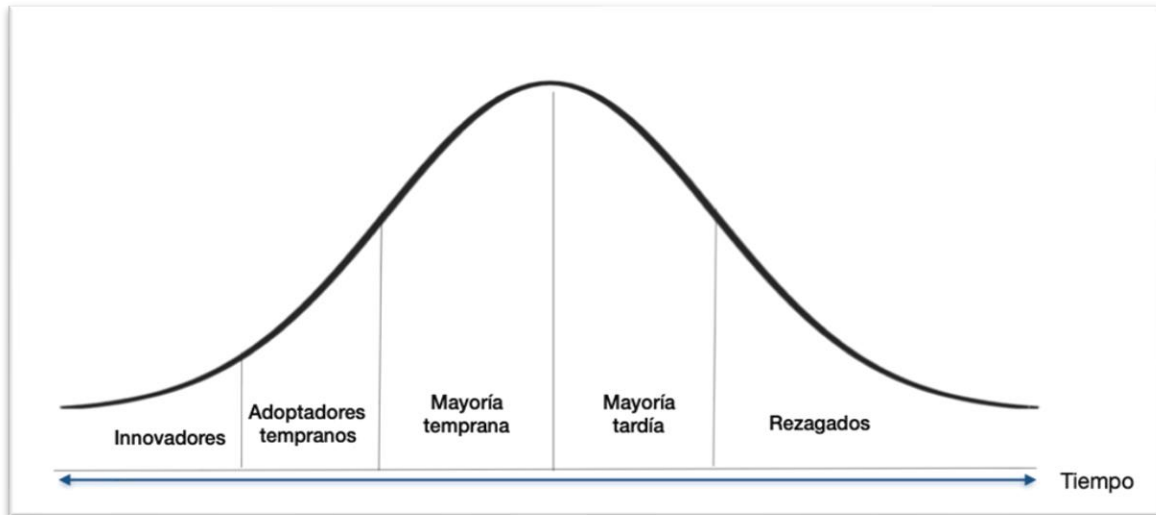 Innovadores
Adoptadores
tempranos
Mayoría
temprana
Mayoría
tardía
Rezagados
Tiempo